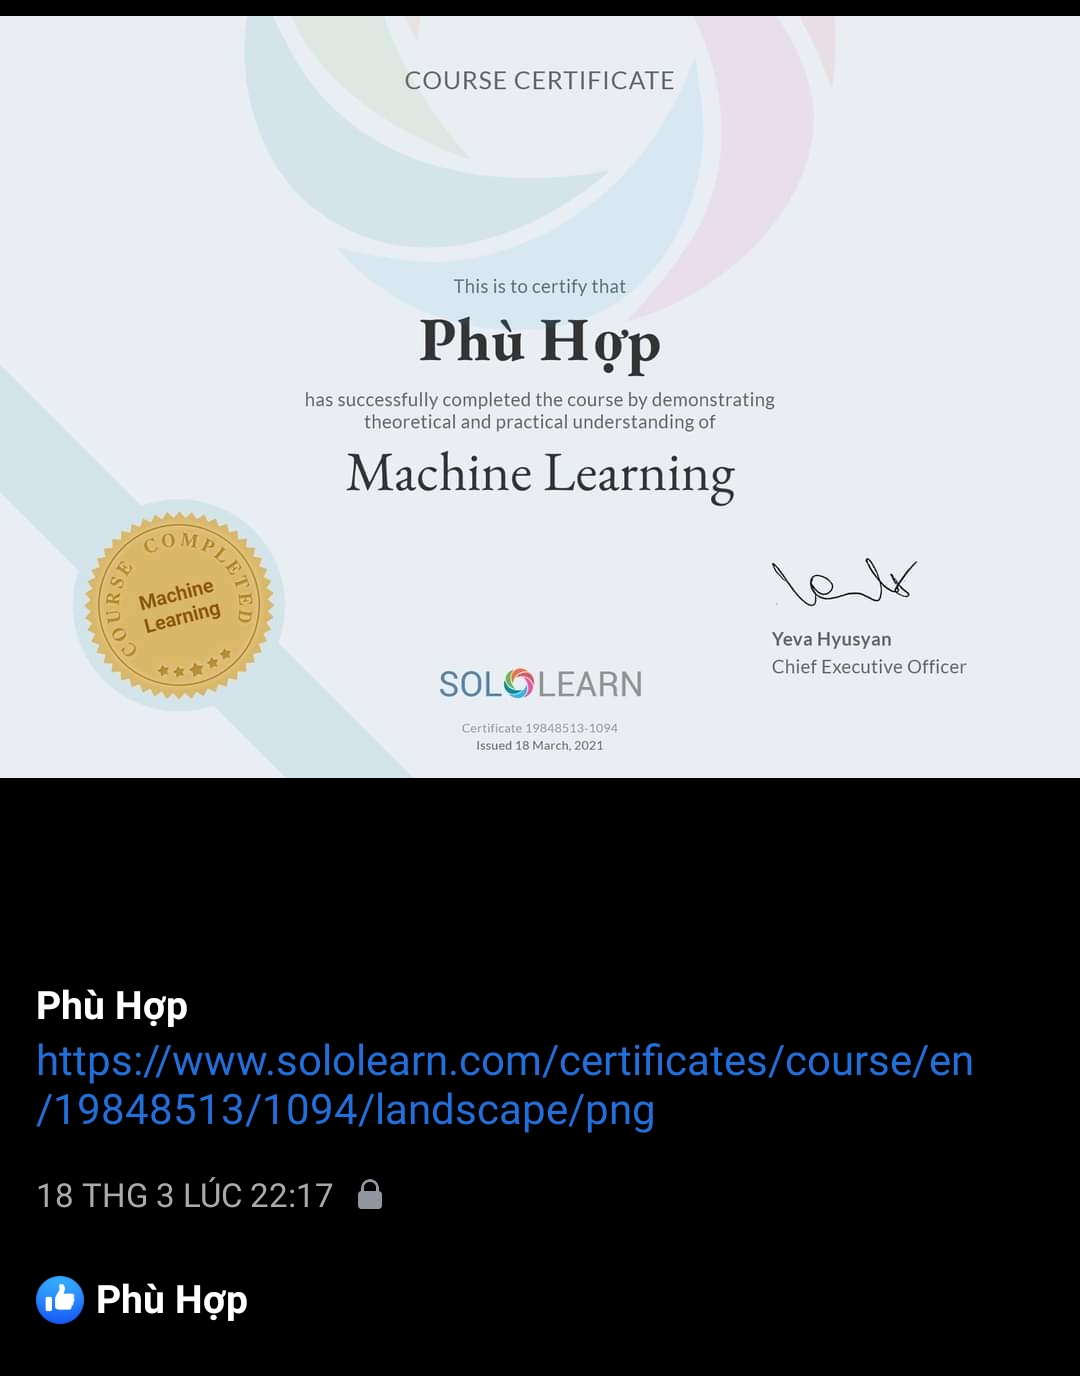 COURSE CERTIFICATE
This is to certify that
Phù Hợp
has successfully completed the course by demonstrating
theoretical and practical understanding of
Machine Learning
COURSE COMPLETED
Machine
Learning
Yeva Hyusyan
Chief Executive Officer
SOLOLEARN
Certificate 19848513-1094
Issued 18 March, 2021
Phù Hợp
https://www.sololearn.com/certificates/course/en
/19848513/1094/landscape/png
18 THG 3 LÚC 22:17
Phù Hợp